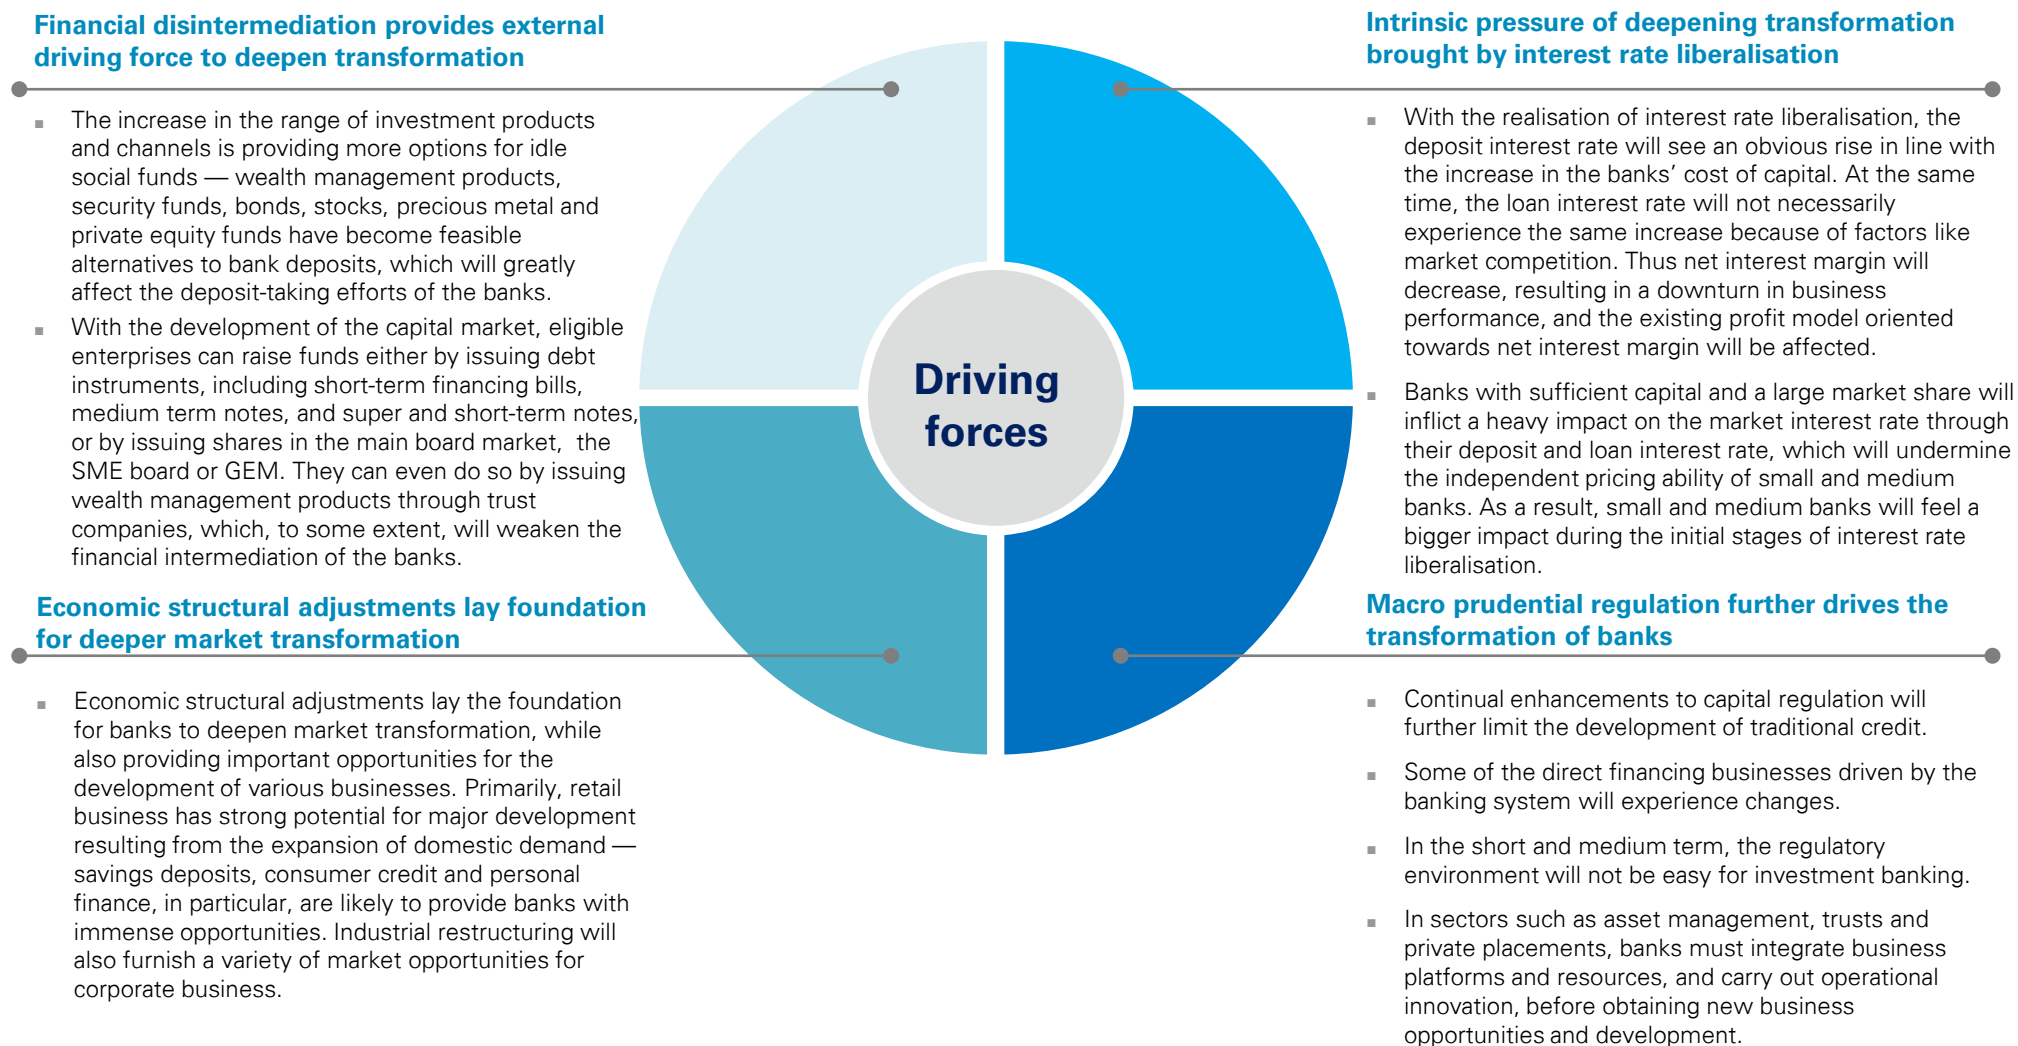 Financial disintermediation provides external
driving force to deepen transformation
▪ The increase in the range of investment products
and channels is providing more options for idle
social funds — wealth management products,
security funds, bonds, stocks, precious metal and
private equity funds have become feasible
alternatives to bank deposits, which will greatly
affect the deposit-taking efforts of the banks.
▪ With the development of the capital market, eligible
enterprises can raise funds either by issuing debt
instruments, including short-term financing bills,
medium term notes, and super and short-term notes,
or by issuing shares in the main board market, the
SME board or GEM. They can even do so by issuing
wealth management products through trust
companies, which, to some extent, will weaken the
financial intermediation of the banks.
Economic structural adjustments lay foundation
for deeper market transformation
▪ Economic structural adjustments lay the foundation
for banks to deepen market transformation, while
also providing important opportunities for the
development of various businesses. Primarily, retail
business has strong potential for major development
resulting from the expansion of domestic demand —
savings deposits, consumer credit and personal
finance, in particular, are likely to provide banks with
immense opportunities. Industrial restructuring will
also furnish a variety of market opportunities for
corporate business.
Driving
forces
Intrinsic pressure of deepening transformation
brought by interest rate liberalisation
▪ With the realisation of interest rate liberalisation, the
deposit interest rate will see an obvious rise in line with
the increase in the banks’ cost of capital. At the same
time, the loan interest rate will not necessarily
experience the same increase because of factors like
market competition. Thus net interest margin will
decrease, resulting in a downturn in business
performance, and the existing profit model oriented
towards net interest margin will be affected.
▪ Banks with sufficient capital and a large market share will
inflict a heavy impact on the market interest rate through
their deposit and loan interest rate, which will undermine
the independent pricing ability of small and medium
banks. As a result, small and medium banks will feel a
bigger impact during the initial stages of interest rate
liberalisation.
Macro prudential regulation further drives the
transformation of banks
▪ Continual enhancements to capital regulation will
further limit the development of traditional credit.
▪ Some of the direct financing businesses driven by the
banking system will experience changes.
▪ In the short and medium term, the regulatory
environment will not be easy for investment banking.
▪ In sectors such as asset management, trusts and
private placements, banks must integrate business
platforms and resources, and carry out operational
innovation, before obtaining new business
opportunities and development.